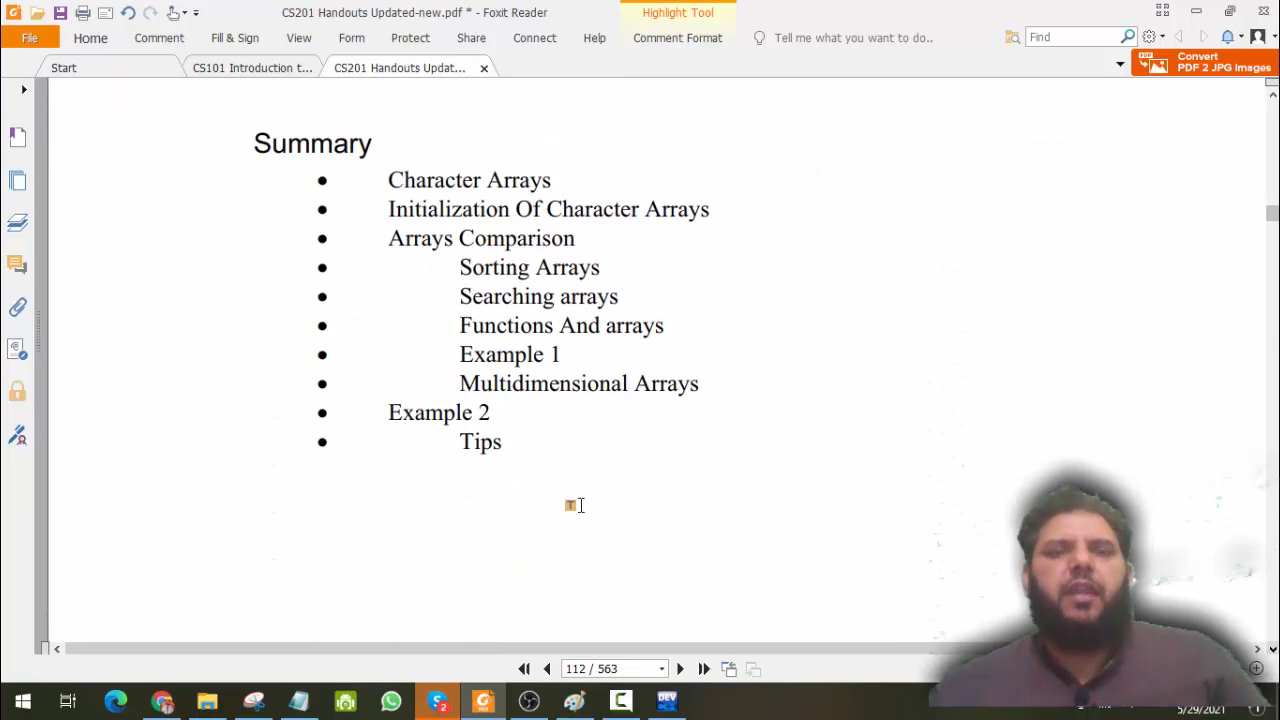 CS201 Handouts Updated-new.pdf * - Foxit Reader
Highlight Tool
File Home Comment Fill & Sign View Form Protect Share Connect Help Comment Format Tell me what you want to do.. Find
Start CS101 Introduction t... CS201 Handouts Updat...
Convert
PDF 2 JPG Images
Summary
• Character Arrays
• Initialization Of Character Arrays
• Arrays Comparison
• Sorting Arrays
• Searching arrays
• Functions And arrays
• Example 1
• Multidimensional Arrays
• Example 2
• Tips
T
112 / 563
DEV
5/29/2021